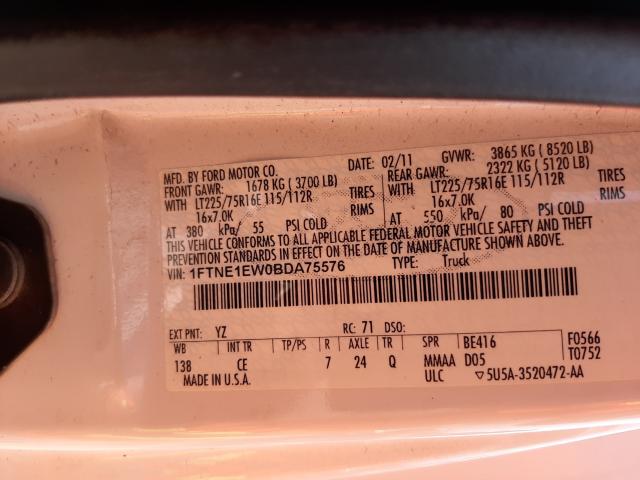 MFD. BY FORD MOTOR CO. DATE: 02/11 GVWR: 3865 KG ( 8520 LB)
FRONT GAWR: 1678 KG ( 3700 LB) REAR GAWR: 2322 KG ( 5120 LB)
WITH LT225/75R16E 115/112R TIRES WITH LT225/75R16E 115/112R TIRES
16x7.0K RIMS 16x7.0K RIMS
AT 380 kPa/ 55 PSI COLD AT 550 kPa/ 80 PSI COLD
THIS VEHICLE CONFORMS TO ALL APPLICABLE FEDERAL MOTOR VEHICLE SAFETY AND THEFT
PREVENTION STANDARDS IN EFFECT ON THE DATE OF MANUFACTURE SHOWN ABOVE.
VIN: 1FTNE1EW0BDA75576 TYPE: Truck
EXT PNT: YZ RC: 71 DSO:
WB INT TR TP/PS R AXLE TR SPR BE416 F0566
138 CE 7 24 Q MMAA D05 T0752
MADE IN U.S.A. ULC ▽5U5A-3520472-AA